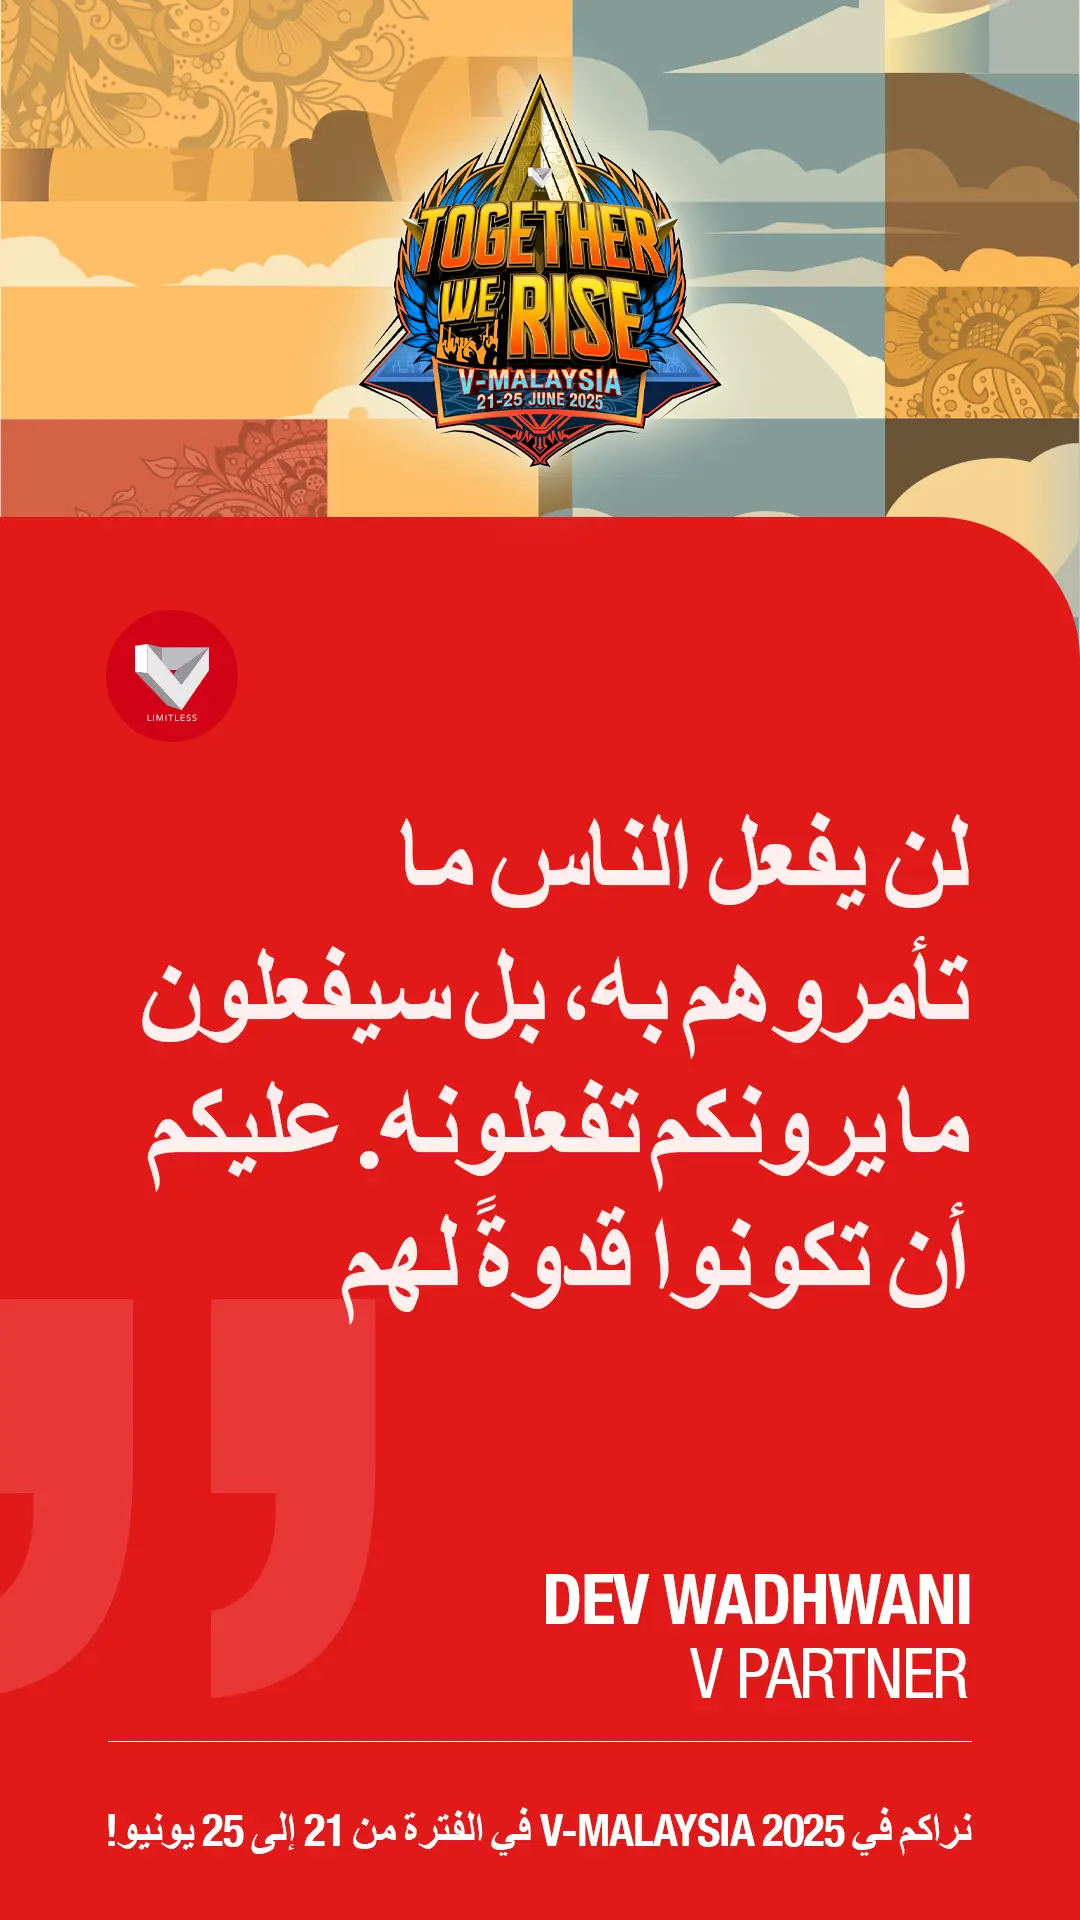 TOGETHER
WE RISE
V-MALAYSIA
21-25 JUNE 2025
LIMITLESS
لن يفعل الناس ما
تأمروهم به، بل سيفعلون
ما يرونكم تفعلونه. عليكم
أن تكونوا قدوةً لهم
DEV WADHWANI
V PARTNER
نراكم في V-MALAYSIA 2025 في الفترة من 21 إلى 25 يونيو!